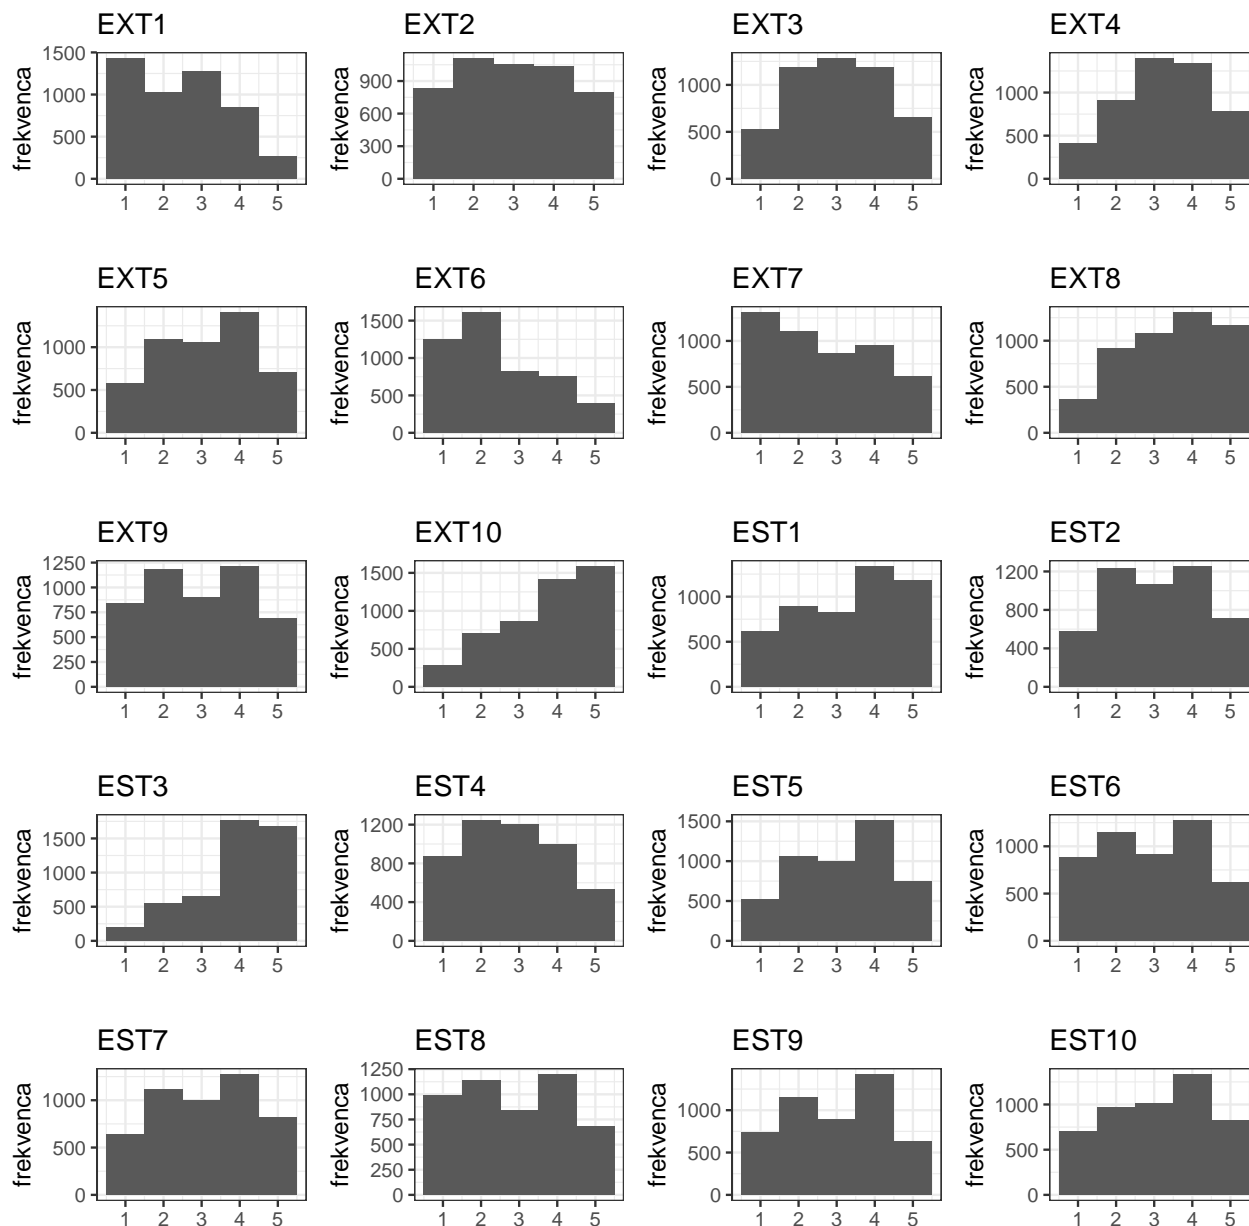 EXT1 EXT2 EXT3 EXT4
frekvenca 1500 1000 500 0 1 2 3 4 5
frekvenca 900 600 300 0 1 2 3 4 5
frekvenca 1000 500 0 1 2 3 4 5
frekvenca 1000 500 0 1 2 3 4 5
EXT5 EXT6 EXT7 EXT8
frekvenca 1000 500 0 1 2 3 4 5
frekvenca 1500 1000 500 0 1 2 3 4 5
frekvenca 1000 500 0 1 2 3 4 5
frekvenca 1000 500 0 1 2 3 4 5
EXT9 EXT10 EST1 EST2
frekvenca 1250 1000 750 500 250 0 1 2 3 4 5
frekvenca 1500 1000 500 0 1 2 3 4 5
frekvenca 1000 500 0 1 2 3 4 5
frekvenca 1200 800 400 0 1 2 3 4 5
EST3 EST4 EST5 EST6
frekvenca 1500 1000 500 0 1 2 3 4 5
frekvenca 1200 800 400 0 1 2 3 4 5
frekvenca 1500 1000 500 0 1 2 3 4 5
frekvenca 1000 500 0 1 2 3 4 5
EST7 EST8 EST9 EST10
frekvenca 1000 500 0 1 2 3 4 5
frekvenca 1250 1000 750 500 250 0 1 2 3 4 5
frekvenca 1000 500 0 1 2 3 4 5
frekvenca 1000 500 0 1 2 3 4 5